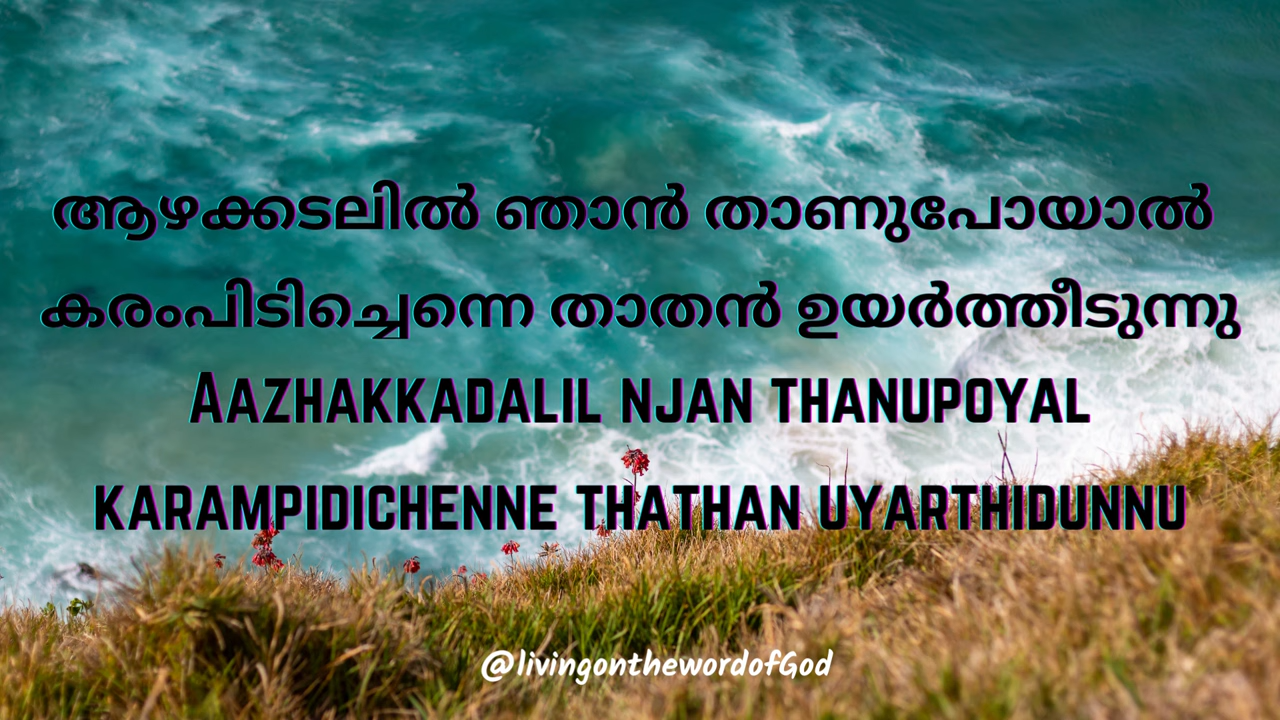 ആഴക്കടലിൽ ഞാൻ താണുപോയാൽ
കരംപിടിച്ചെന്നെ താതൻ ഉയർത്തീടുന്നു
Aazhakkadalil njan thanupoyal
karampidichenne thathan uyarthidunnu
@livingonthewordofGod